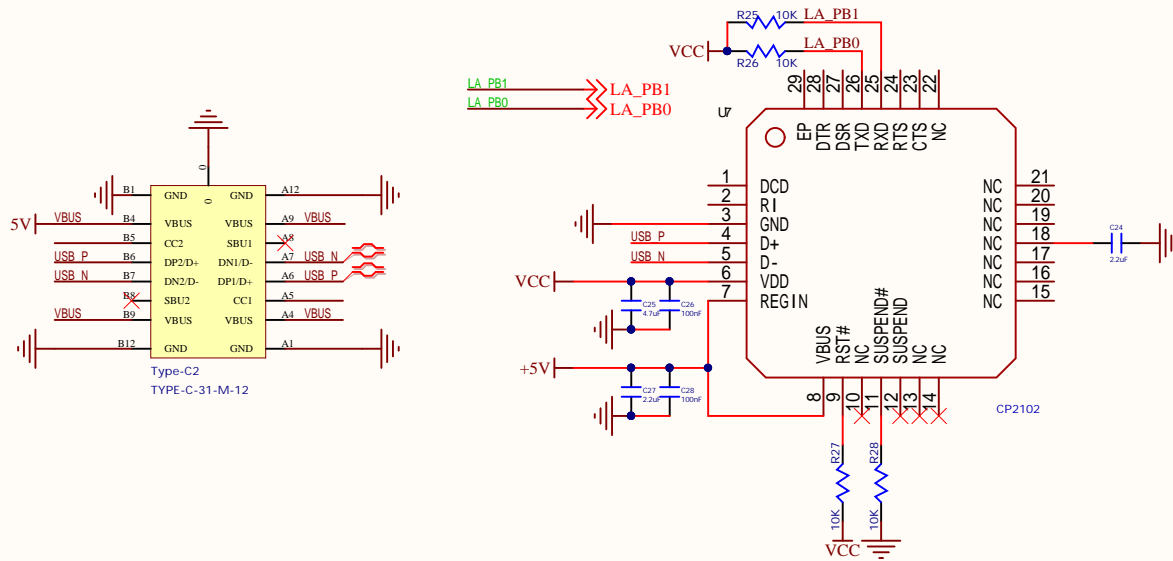 R25 10K LA_PB1
VCC
LA_PB0
R26 10K
LA_PB1 LA_PB1
LA_PB0 LA_PB0
U7
29 28 27 26 25 24 23 22
EP DTR DSR TXD RXD RTS CTS NC
0
0
B1 GND GND A12
5V VBUS B4 VBUS VBUS A9 VBUS
B5 CC2 SBU1 A8
USB_P B6 DP2/D+ DN1/D- A7 USB_N
USB_N B7 DN2/D- DP1/D+ A6 USB_P
B8 SBU2 CC1 A5
VBUS B9 VBUS VBUS A4 VBUS
B12 GND GND A1
Type-C2
TYPE-C-31-M-12
1 DCD
2 RI
3 GND
USB_P 4 D+
USB_N 5 D-
VCC 6 VDD
7 REGIN
C25 4.7uF
C26 100nF
+5V
C27 2.2uF
C28 100nF
NC 21
NC 20
NC 19
NC 18
NC 17
NC 16
NC 15
C24
2.2uF
VBUS RST# NC SUSPEND# SUSPEND NC NC
8 9 10 11 12 13 14
CP2102
R27 10K
R28 10K
VCC